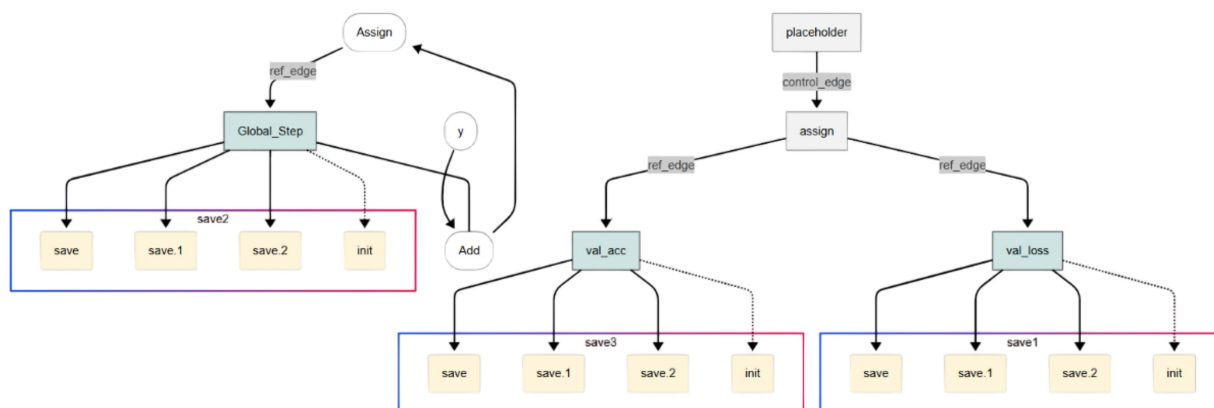 Assign
placeholder
ref_edge
control_edge
Global_Step
y
assign
ref_edge
ref_edge
save2
save
save.1
save.2
init
Add
val_acc
val_loss
save3
save
save.1
save.2
init
save1
save
save.1
save.2
init